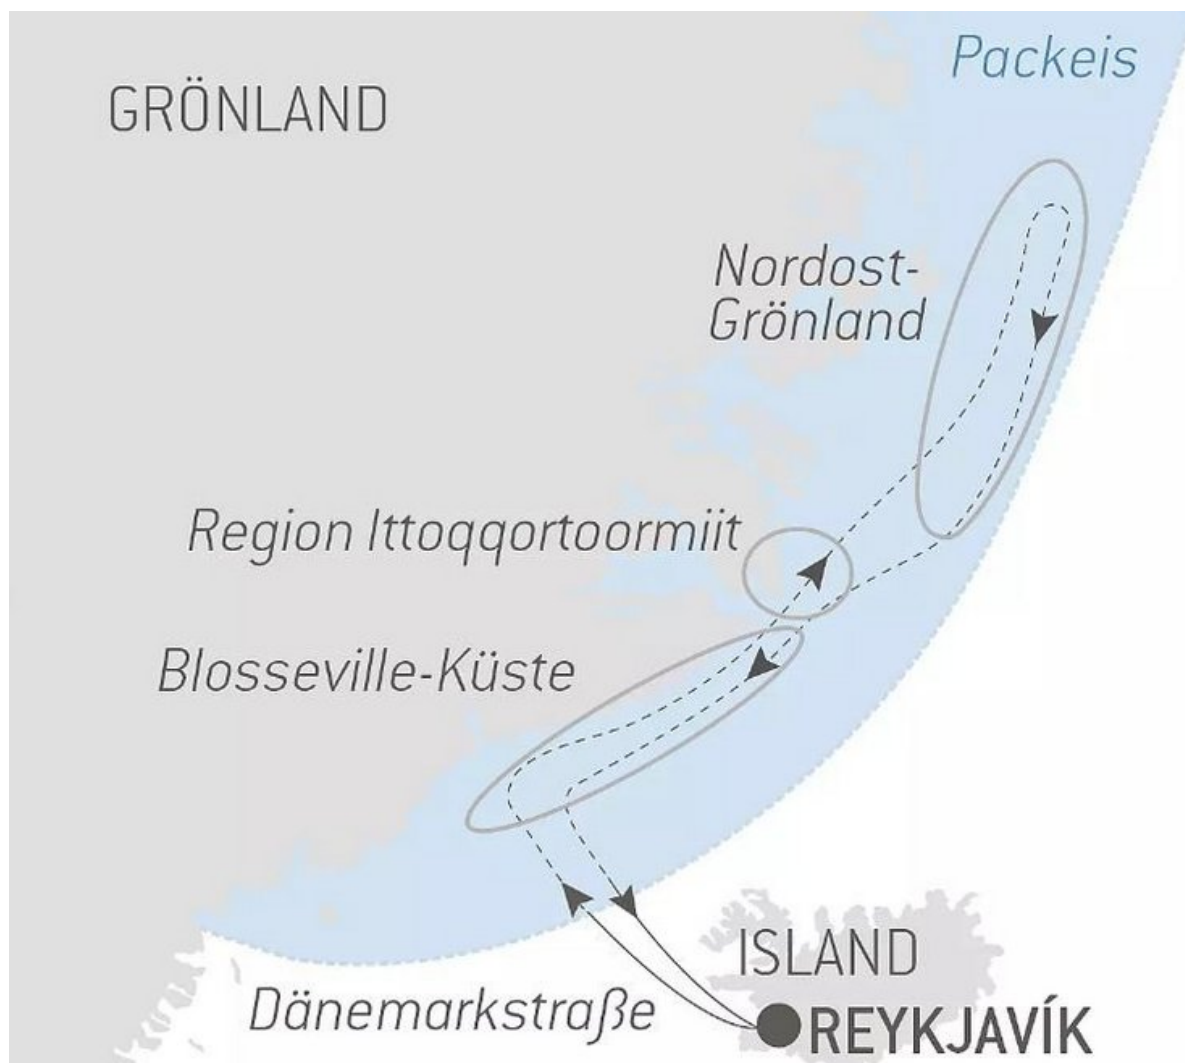 Packeis
GRÖNLAND
Nordost-
Grönland
Region Ittoqqortoormiit
Blosseville-Küste
ISLAND
Dänemarkstraße
REYKJAVÍK